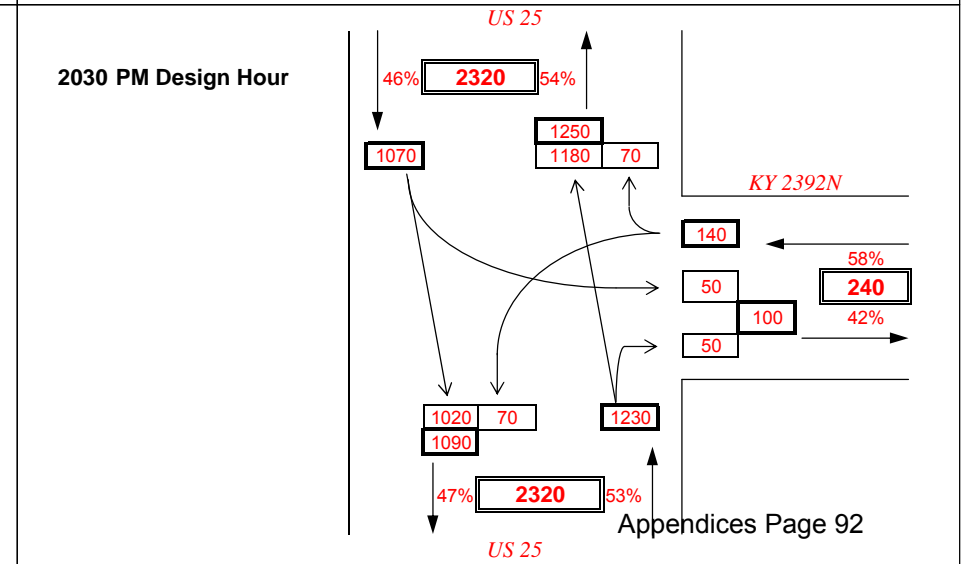 US 25
2030 PM Design Hour
46% 2320 54%
1250
1070 1180 70
KY 2392N
140
58%
50 240
100 42%
50
1020 70 1230
1090
47% 2320 53%
Appendices Page 92
US 25